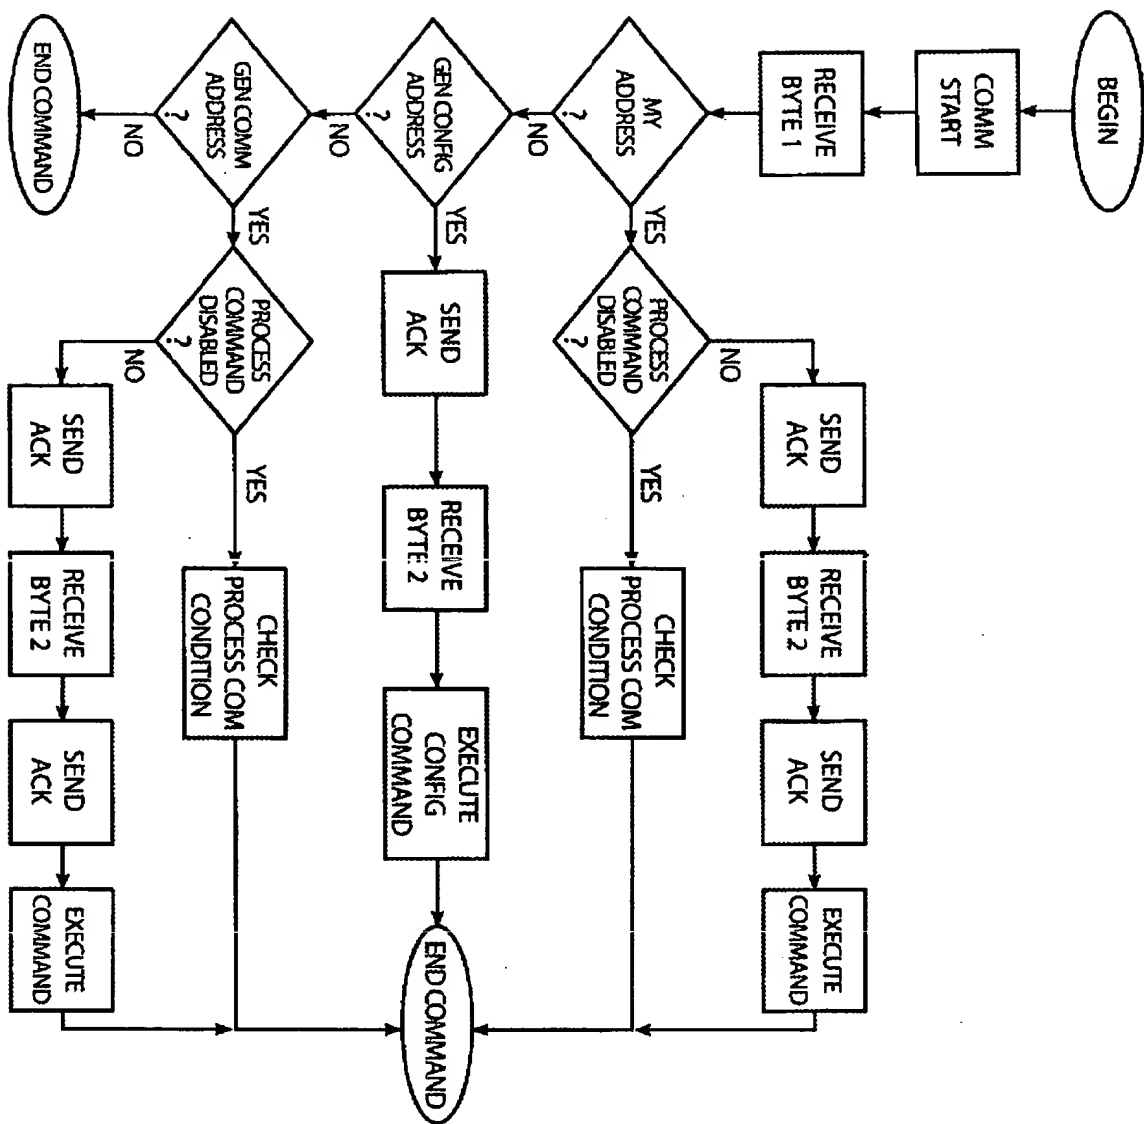 BEGIN
COMM
START
RECEIVE
BYTE 1
MY
ADDRESS
?
YES
NO
PROCESS
COMMAND
DISABLED
?
NO
YES
SEND
ACK
RECEIVE
BYTE 2
SEND
ACK
EXECUTE
COMMAND
CHECK
PROCESS COM
CONDITION
GEN CONFIG
ADDRESS
?
YES
NO
SEND
ACK
RECEIVE
BYTE 2
EXECUTE
CONFIG
COMMAND
END COMMAND
GEN COMM
ADDRESS
?
YES
NO
PROCESS
COMMAND
DISABLED
?
YES
NO
CHECK
PROCESS COM
CONDITION
SEND
ACK
RECEIVE
BYTE 2
SEND
ACK
EXECUTE
COMMAND
END COMMAND